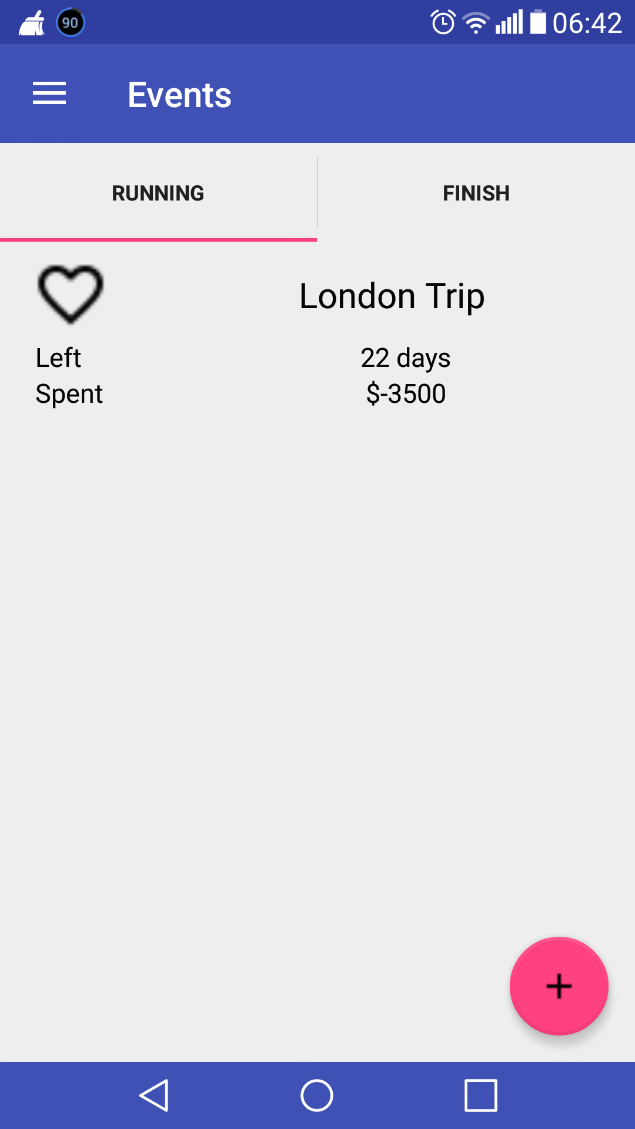 90 06:42
Events
RUNNING FINISH
London Trip
Left 22 days
Spent $-3500